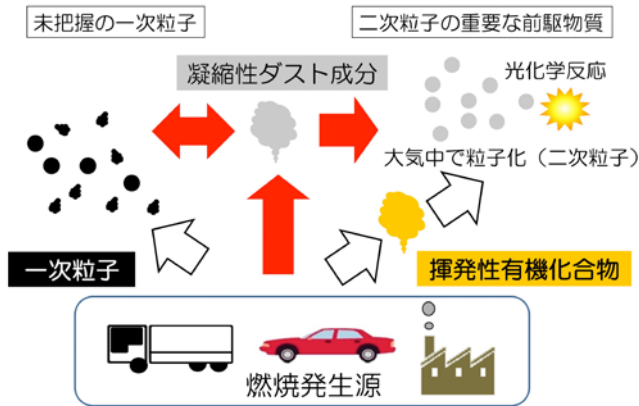 未把握の一次粒子
二次粒子の重要な前駆物質
凝縮性ダスト成分
光化学反応
大気中で粒子化（二次粒子）
一次粒子
揮発性有機化合物
燃焼発生源